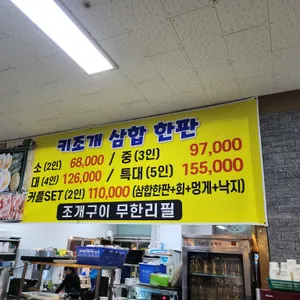 키조개 삼합 한판
소 (2인) 68,000 / 중 (3인) 97,000
대 (4인) 126,000 / 특대 (5인) 155,000
커플SET (2인) 110,000 (삼합한판+회+멍게+낙지)
조개구이 무한리필